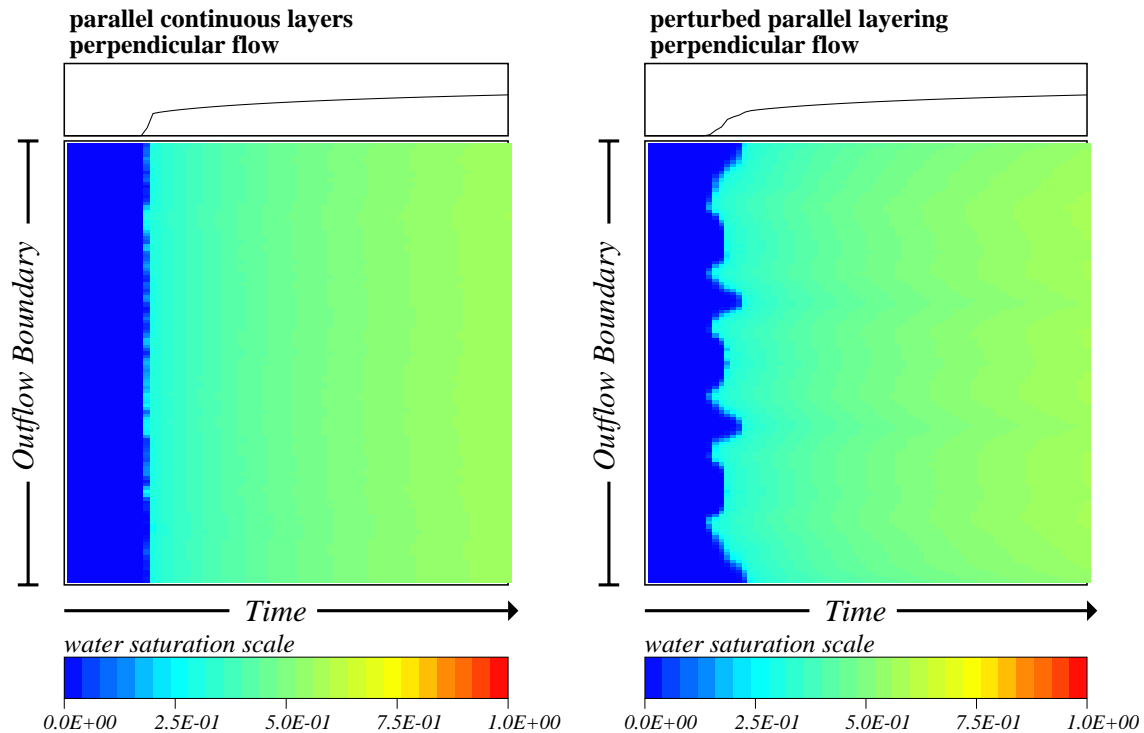 parallel continuous layers
perpendicular flow
Outflow Boundary
Time
water saturation scale
0.0E+00 2.5E-01 5.0E-01 7.5E-01 1.0E+00
perturbed parallel layering
perpendicular flow
Outflow Boundary
Time
water saturation scale
0.0E+00 2.5E-01 5.0E-01 7.5E-01 1.0E+00